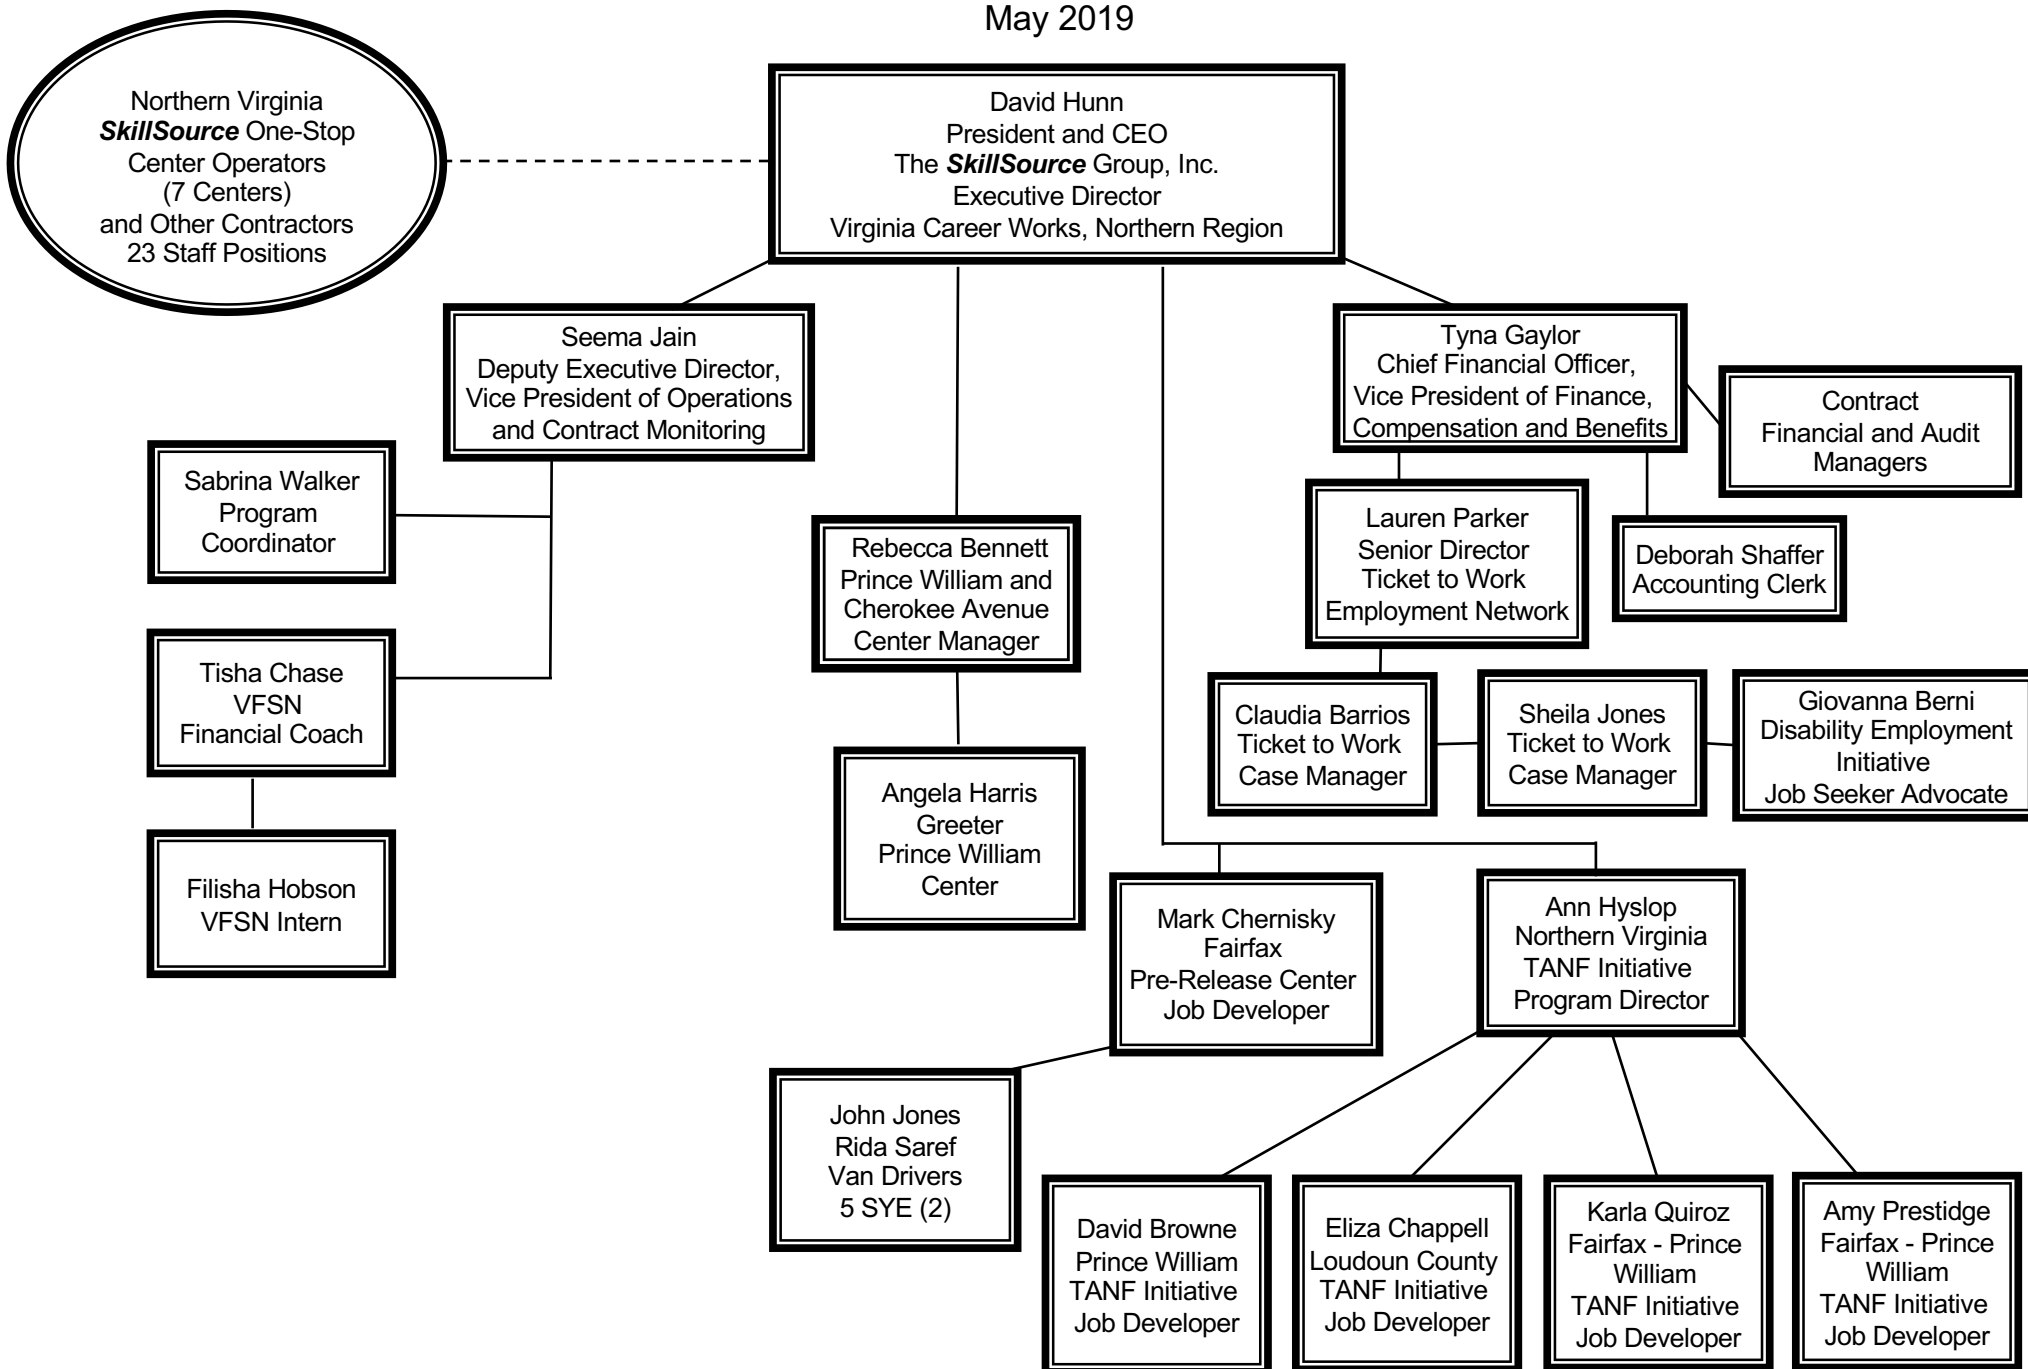 May 2019
Northern Virginia
SkillSource One-Stop
Center Operators
(7 Centers)
and Other Contractors
23 Staff Positions
David Hunn
President and CEO
The SkillSource Group, Inc.
Executive Director
Virginia Career Works, Northern Region
Seema Jain
Deputy Executive Director,
Vice President of Operations
and Contract Monitoring
Tyna Gaylor
Chief Financial Officer,
Vice President of Finance,
Compensation and Benefits
Contract
Financial and Audit
Managers
Sabrina Walker
Program
Coordinator
Rebecca Bennett
Prince William and
Cherokee Avenue
Center Manager
Lauren Parker
Senior Director
Ticket to Work
Employment Network
Deborah Shaffer
Accounting Clerk
Tisha Chase
VFSN
Financial Coach
Claudia Barrios
Ticket to Work
Case Manager
Sheila Jones
Ticket to Work
Case Manager
Giovanna Berni
Disability Employment
Initiative
Job Seeker Advocate
Angela Harris
Greeter
Prince William
Center
Filisha Hobson
VFSN Intern
Mark Chernisky
Fairfax
Pre-Release Center
Job Developer
Ann Hyslop
Northern Virginia
TANF Initiative
Program Director
John Jones
Rida Saref
Van Drivers
5 SYE (2)
David Browne
Prince William
TANF Initiative
Job Developer
Eliza Chappell
Loudoun County
TANF Initiative
Job Developer
Karla Quiroz
Fairfax - Prince
William
TANF Initiative
Job Developer
Amy Prestidge
Fairfax - Prince
William
TANF Initiative
Job Developer